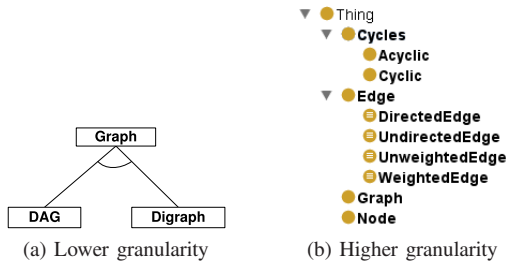 Graph
DAG
Digraph
(a) Lower granularity
Thing
Cycles
Acyclic
Cyclic
Edge
DirectedEdge
UndirectedEdge
UnweightedEdge
WeightedEdge
Graph
Node
(b) Higher granularity